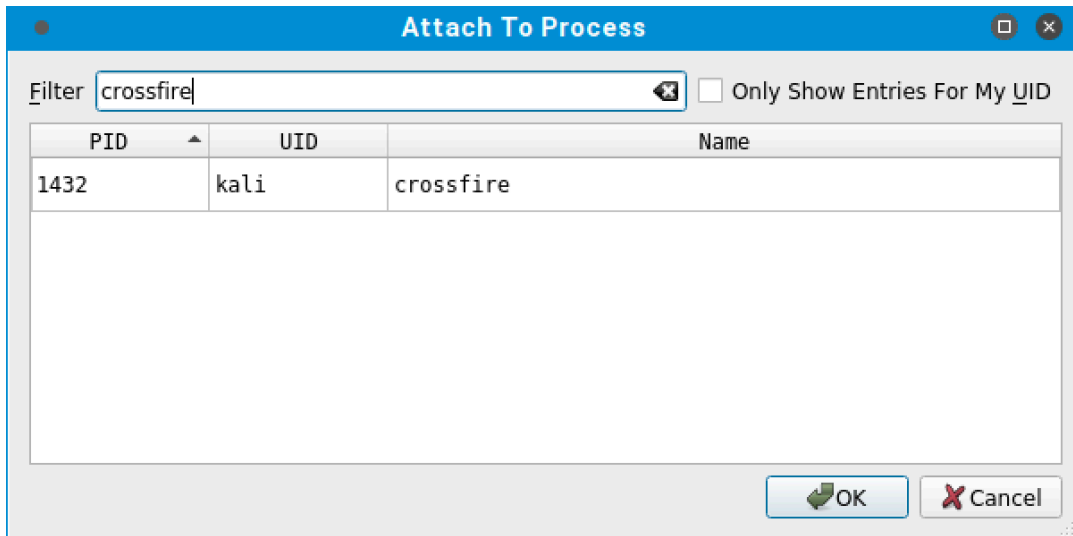 Attach To Process
Filter crossfire Only Show Entries For My UID
PID UID Name
1432 kali crossfire
OK Cancel